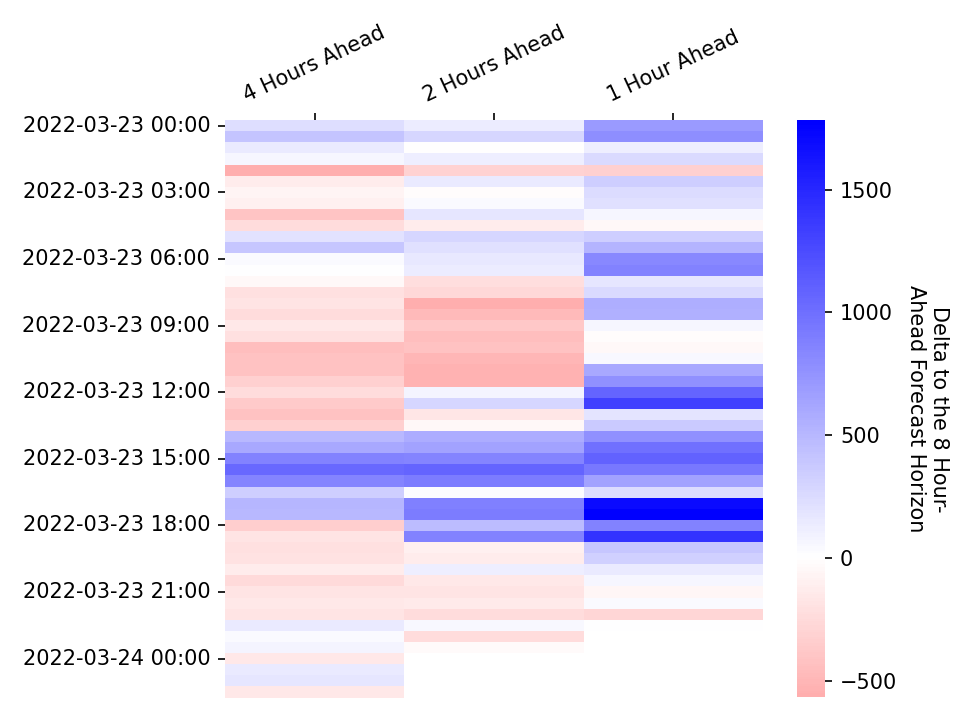 4 Hours Ahead
2 Hours Ahead
1 Hour Ahead
2022-03-23 00:00
2022-03-23 03:00
2022-03-23 06:00
2022-03-23 09:00
2022-03-23 12:00
2022-03-23 15:00
2022-03-23 18:00
2022-03-23 21:00
2022-03-24 00:00
1500
1000
500
0
−500
Delta to the 8 Hour-
Ahead Forecast Horizon